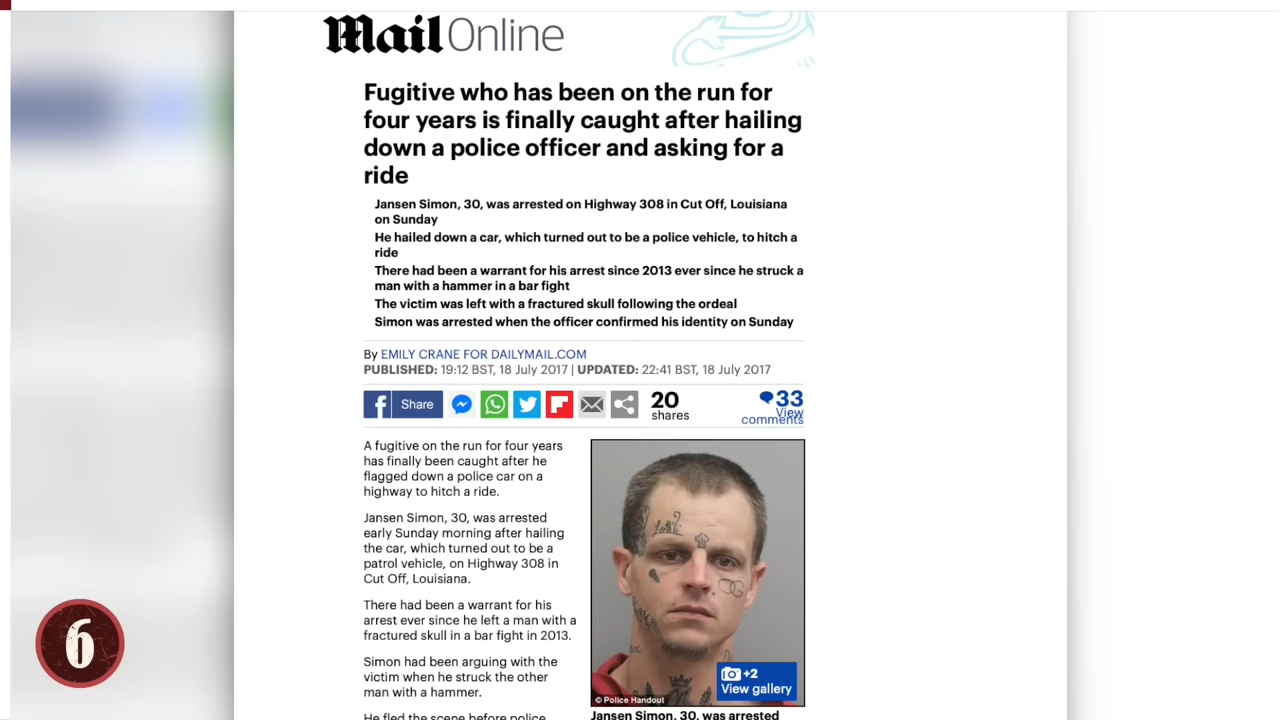 Mail Online
Fugitive who has been on the run for
four years is finally caught after hailing
down a police officer and asking for a
ride
Jansen Simon, 30, was arrested on Highway 308 in Cut Off, Louisiana
on Sunday
He hailed down a car, which turned out to be a police vehicle, to hitch a
ride
There had been a warrant for his arrest since 2013 ever since he struck a
man with a hammer in a bar fight
The victim was left with a fractured skull following the ordeal
Simon was arrested when the officer confirmed his identity on Sunday
By EMILY CRANE FOR DAILYMAIL.COM
PUBLISHED: 19:12 BST, 18 July 2017 | UPDATED: 22:41 BST, 18 July 2017
Share
20
shares
33
View
comments
A fugitive on the run for four years
has finally been caught after he
flagged down a police car on a
highway to hitch a ride.
Jansen Simon, 30, was arrested
early Sunday morning after hailing
the car, which turned out to be a
patrol vehicle, on Highway 308 in
Cut Off, Louisiana.
There had been a warrant for his
arrest ever since he left a man with a
fractured skull in a bar fight in 2013.
Simon had been arguing with the
victim when he struck the other
man with a hammer.
He fled the scene before police
+2
View gallery
© Police Handout
Jansen Simon, 30, was arrested
6